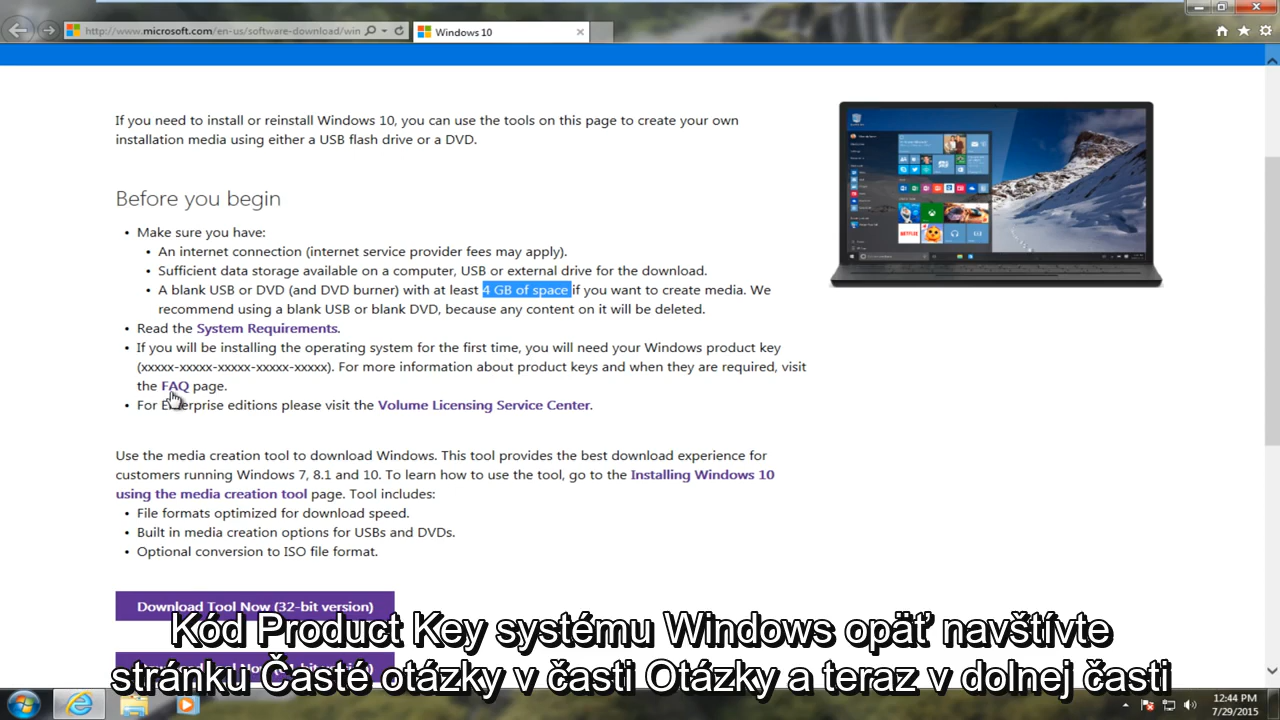 http://www.microsoft.com/en-us/software-download/win
Windows 10
If you need to install or reinstall Windows 10, you can use the tools on this page to create your own
installation media using either a USB flash drive or a DVD.
Before you begin
• Make sure you have:
• An internet connection (internet service provider fees may apply).
• Sufficient data storage available on a computer, USB or external drive for the download.
• A blank USB or DVD (and DVD burner) with at least 4 GB of space if you want to create media. We
recommend using a blank USB or blank DVD, because any content on it will be deleted.
• Read the System Requirements.
• If you will be installing the operating system for the first time, you will need your Windows product key
(xxxxx-xxxxx-xxxxx-xxxxx-xxxxx). For more information about product keys and when they are required, visit
the FAQ page.
• For Enterprise editions please visit the Volume Licensing Service Center.
Use the media creation tool to download Windows. This tool provides the best download experience for
customers running Windows 7, 8.1 and 10. To learn how to use the tool, go to the Installing Windows 10
using the media creation tool page. Tool includes:
• File formats optimized for download speed.
• Built in media creation options for USBs and DVDs.
• Optional conversion to ISO file format.
Download Tool Now (32-bit version)
Kód Product Key systému Windows opäť navštívte
stránku Časté otázky v časti Otázky a teraz v dolnej časti
12:44 PM
7/29/2015